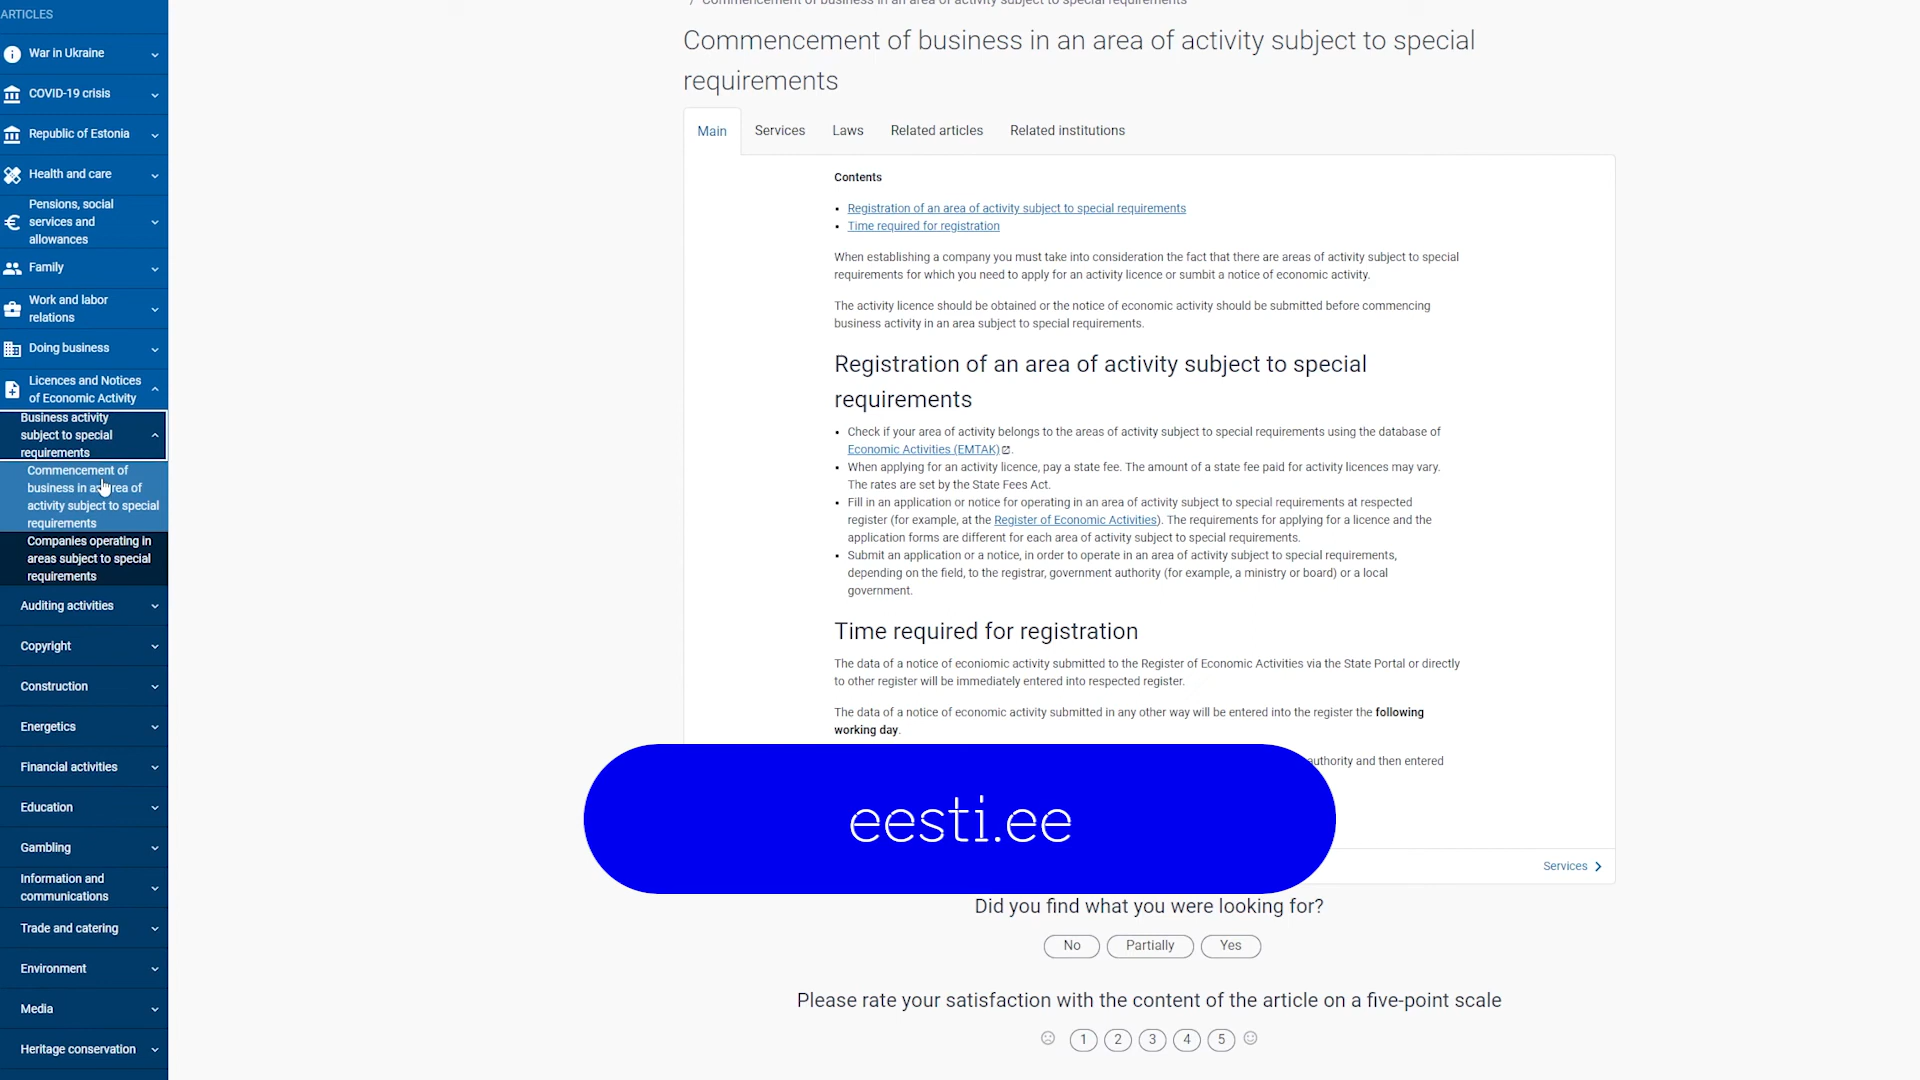 ARTICLES
War in Ukraine
COVID-19 crisis
Republic of Estonia
Health and care
Pensions, social
services and
allowances
Family
Work and labor
relations
Doing business
Licences and Notices
of Economic Activity
Business activity
subject to special
requirements
Commencement of
business in an area of
activity subject to special
requirements
Companies operating in
areas subject to special
requirements
Auditing activities
Copyright
Construction
Energetics
Financial activities
Education
Gambling
Information and
communications
Trade and catering
Environment
Media
Heritage conservation
/ Commencement of business in an area of activity subject to special requirements
Commencement of business in an area of activity subject to special
requirements
Main Services Laws Related articles Related institutions
Contents
• Registration of an area of activity subject to special requirements
• Time required for registration
When establishing a company you must take into consideration the fact that there are areas of activity subject to special
requirements for which you need to apply for an activity licence or sumbit a notice of economic activity.
The activity licence should be obtained or the notice of economic activity should be submitted before commencing
business activity in an area subject to special requirements.
Registration of an area of activity subject to special
requirements
• Check if your area of activity belongs to the areas of activity subject to special requirements using the database of
Economic Activities (EMTAK).
• When applying for an activity licence, pay a state fee. The amount of a state fee paid for activity licences may vary.
The rates are set by the State Fees Act.
• Fill in an application or notice for operating in an area of activity subject to special requirements at respected
register (for example, at the Register of Economic Activities). The requirements for applying for a licence and the
application forms are different for each area of activity subject to special requirements.
• Submit an application or a notice, in order to operate in an area of activity subject to special requirements,
depending on the field, to the registrar, government authority (for example, a ministry or board) or a local
government.
Time required for registration
The data of a notice of econiomic activity submitted to the Register of Economic Activities via the State Portal or directly
to other register will be immediately entered into respected register.
The data of a notice of economic activity submitted in any other way will be entered into the register the following
working day.
authority and then entered
eesti.ee
Services
Did you find what you were looking for?
No Partially Yes
Please rate your satisfaction with the content of the article on a five-point scale
1 2 3 4 5